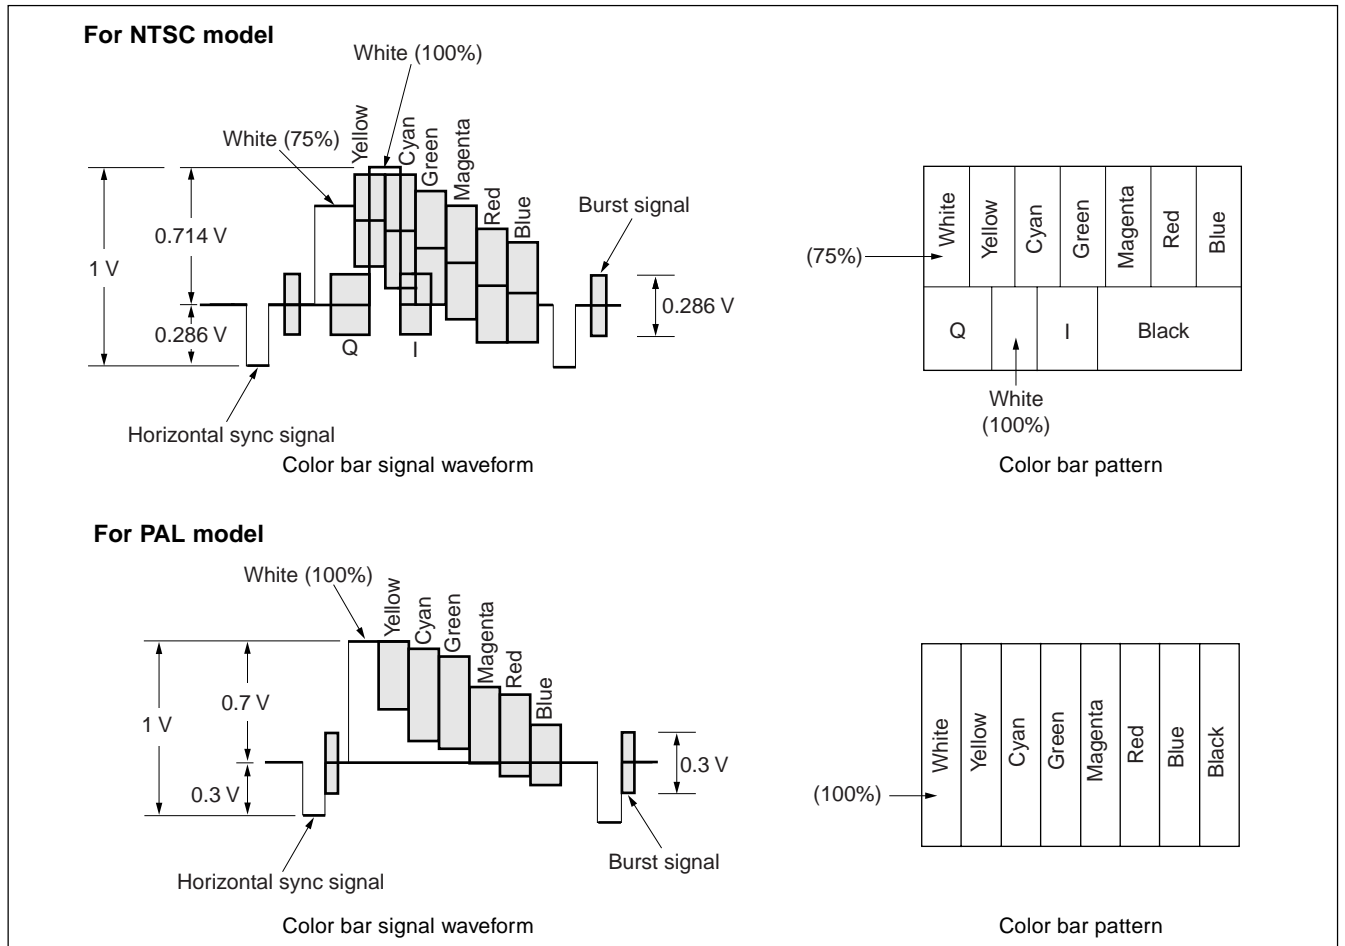 For NTSC model
White (100%)
White (75%)
Yellow
Cyan
Green
Magenta
Red
Blue
Burst signal
0.714 V
1 V
0.286 V
0.286 V
Q
I
Horizontal sync signal
Color bar signal waveform
White
Yellow
Cyan
Green
Magenta
Red
Blue
(75%)
Q
I
Black
White
(100%)
Color bar pattern
For PAL model
White (100%)
Yellow
Cyan
Green
Magenta
Red
Blue
0.7 V
1 V
0.3 V
0.3 V
Burst signal
Horizontal sync signal
Color bar signal waveform
White
Yellow
Cyan
Green
Magenta
Red
Blue
Black
(100%)
Color bar pattern